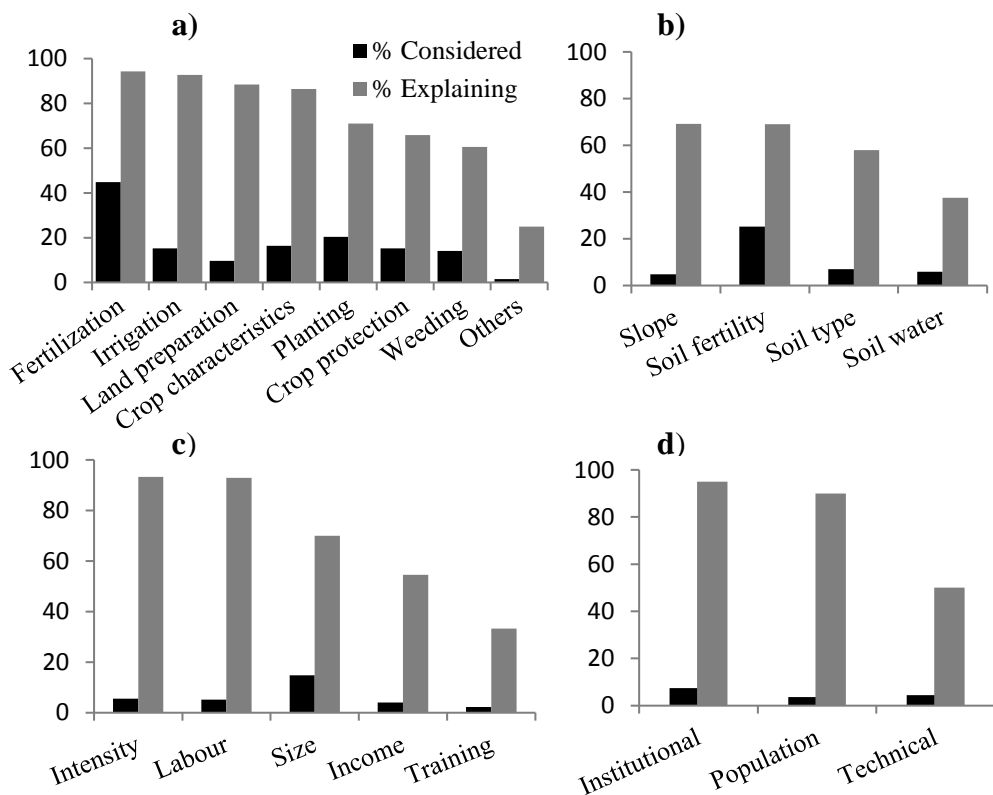 a)
% Considered
% Explaining
100
80
60
40
20
0
Fertilization
Irrigation
Land preparation
Crop characteristics
Planting
Crop protection
Weeding
Others
b)
100
80
60
40
20
0
Slope
Soil fertility
Soil type
Soil water
c)
100
80
60
40
20
0
Intensity
Labour
Size
Income
Training
d)
100
80
60
40
20
0
Institutional
Population
Technical